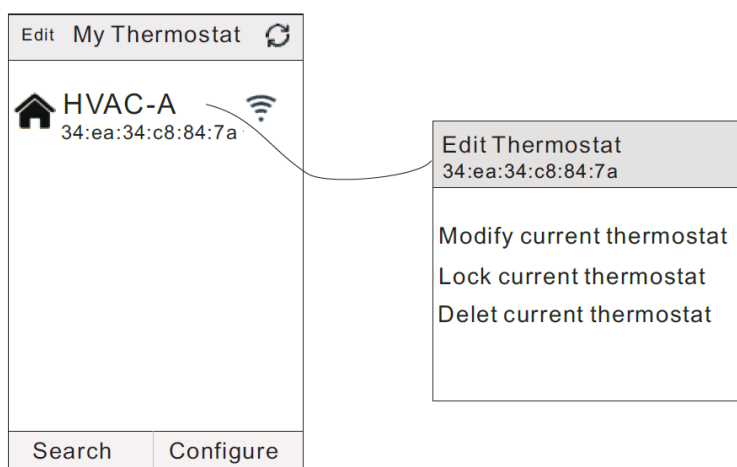 Edit My Thermostat
HVAC-A
34:ea:34:c8:84:7a
Search Configure
Edit Thermostat
34:ea:34:c8:84:7a
Modify current thermostat
Lock current thermostat
Delet current thermostat